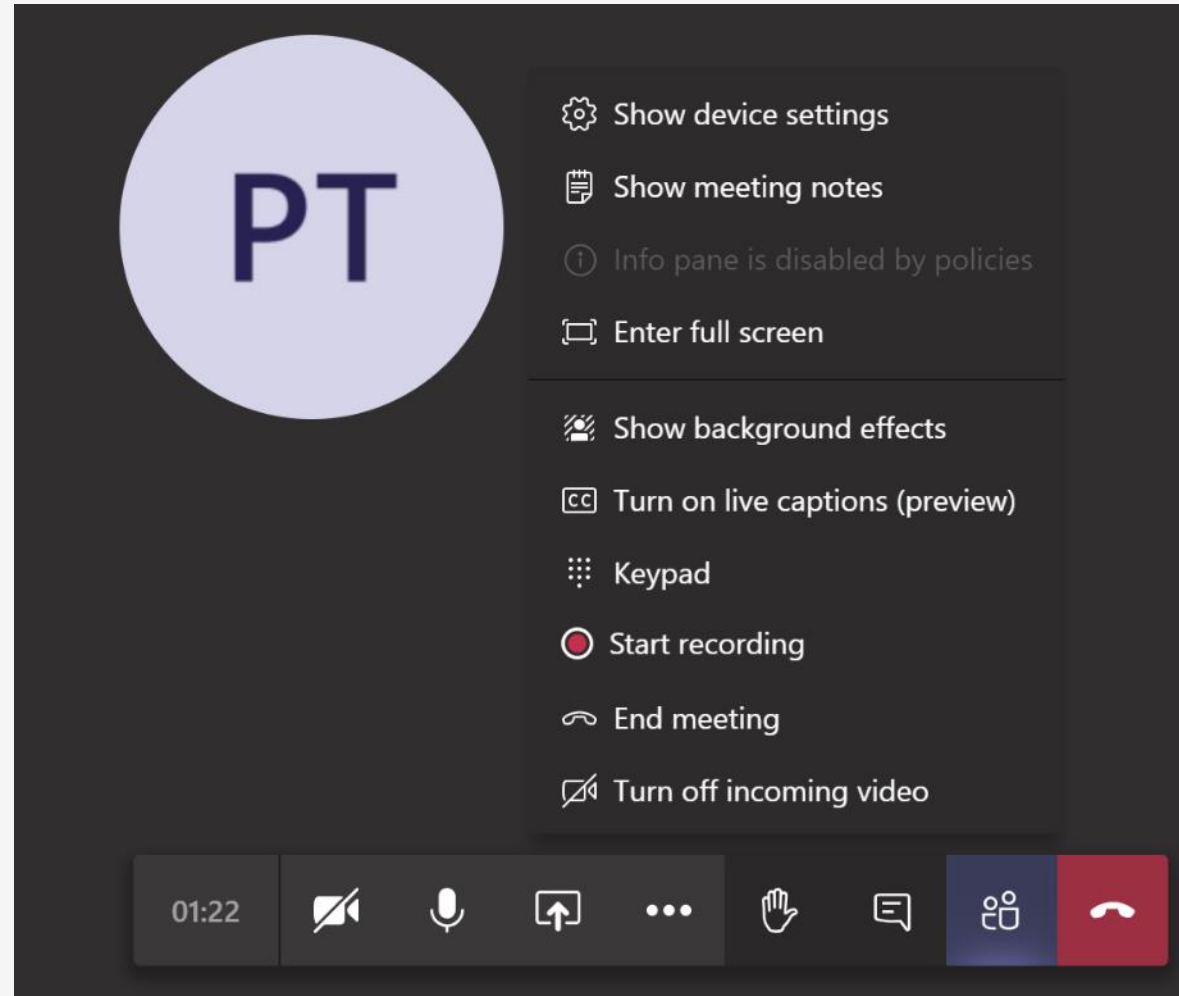 PT
Show device settings
Show meeting notes
Info pane is disabled by policies
Enter full screen
Show background effects
CC Turn on live captions (preview)
Keypad
Start recording
End meeting
Turn off incoming video
01:22